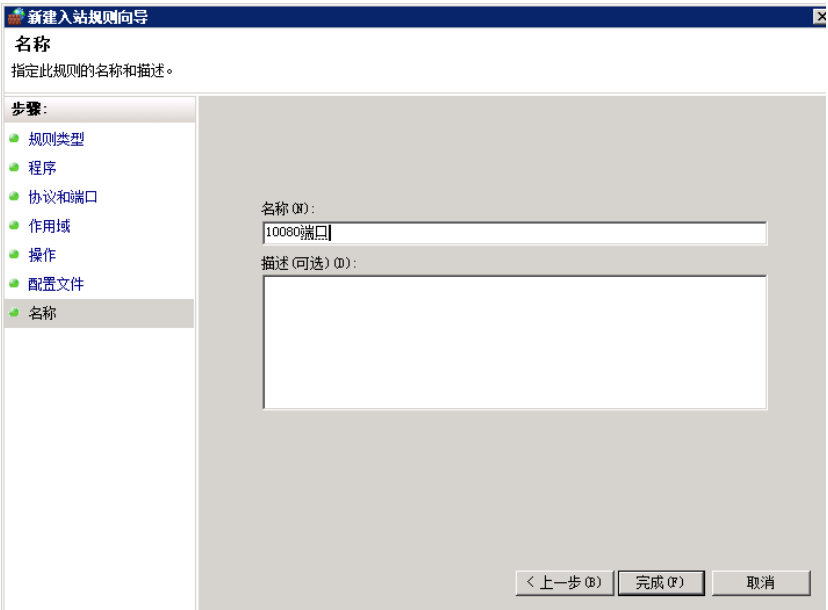 新建入站规则向导
名称
指定此规则的名称和描述。
步骤:
规则类型
程序
协议和端口
作用域
操作
配置文件
名称
名称(N):
10080端口
描述(可选)(D):
< 上一步(B)
完成(F)
取消